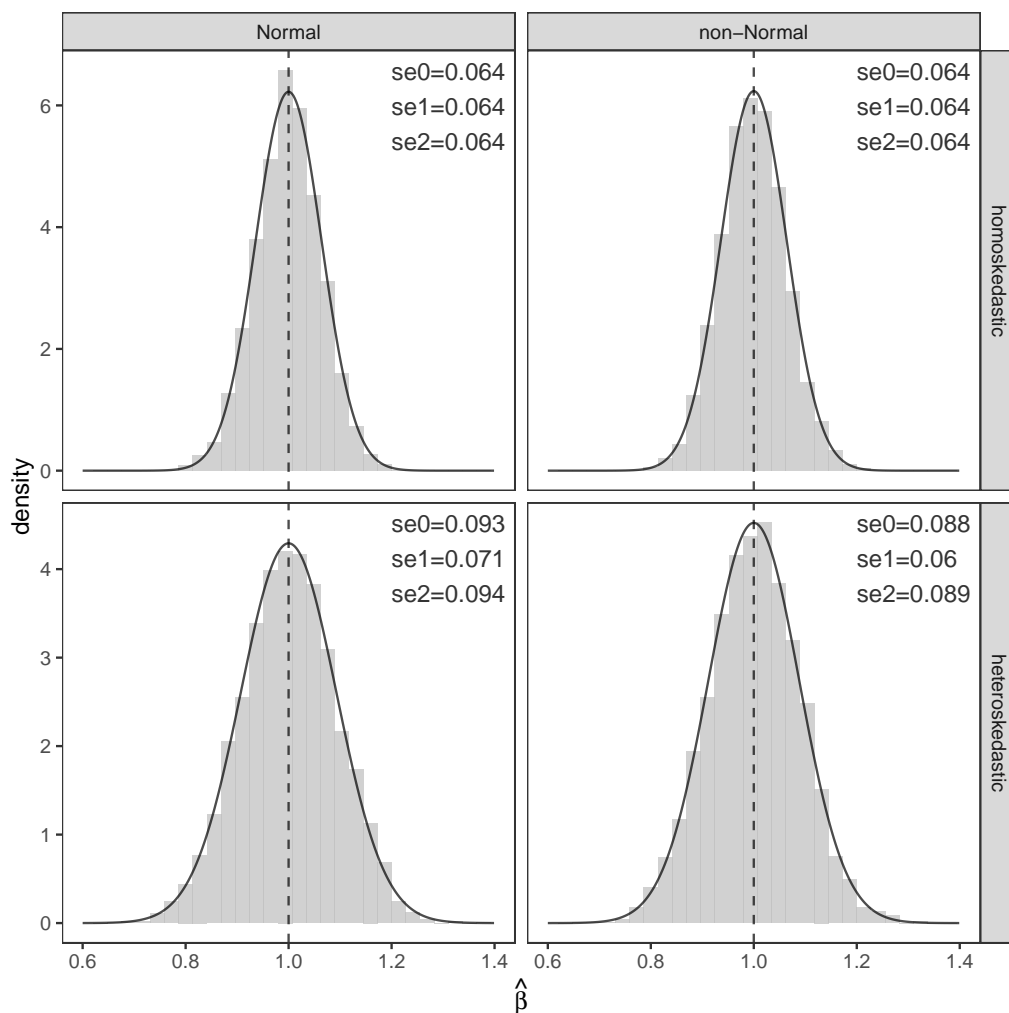 Normal
non−Normal
se0=0.064
se1=0.064
se2=0.064
se0=0.064
se1=0.064
se2=0.064
homoskedastic
6
4
2
0
density
se0=0.093
se1=0.071
se2=0.094
se0=0.088
se1=0.06
se2=0.089
heteroskedastic
4
3
2
1
0
0.6 0.8 1.0 1.2 1.4
0.6 0.8 1.0 1.2 1.4
β̂